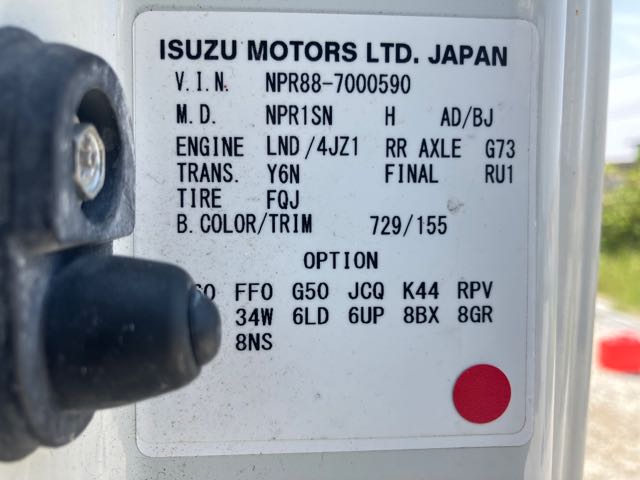 ISUZU MOTORS LTD. JAPAN
V.I.N. NPR88-7000590
M.D. NPR1SN H AD/BJ
ENGINE LND/4JZ1 RR AXLE G73
TRANS. Y6N FINAL RU1
TIRE FQJ
B.COLOR/TRIM 729/155
OPTION
FF0 G50 JCQ K44 RPV
34W 6LD 6UP 8BX 8GR
8NS